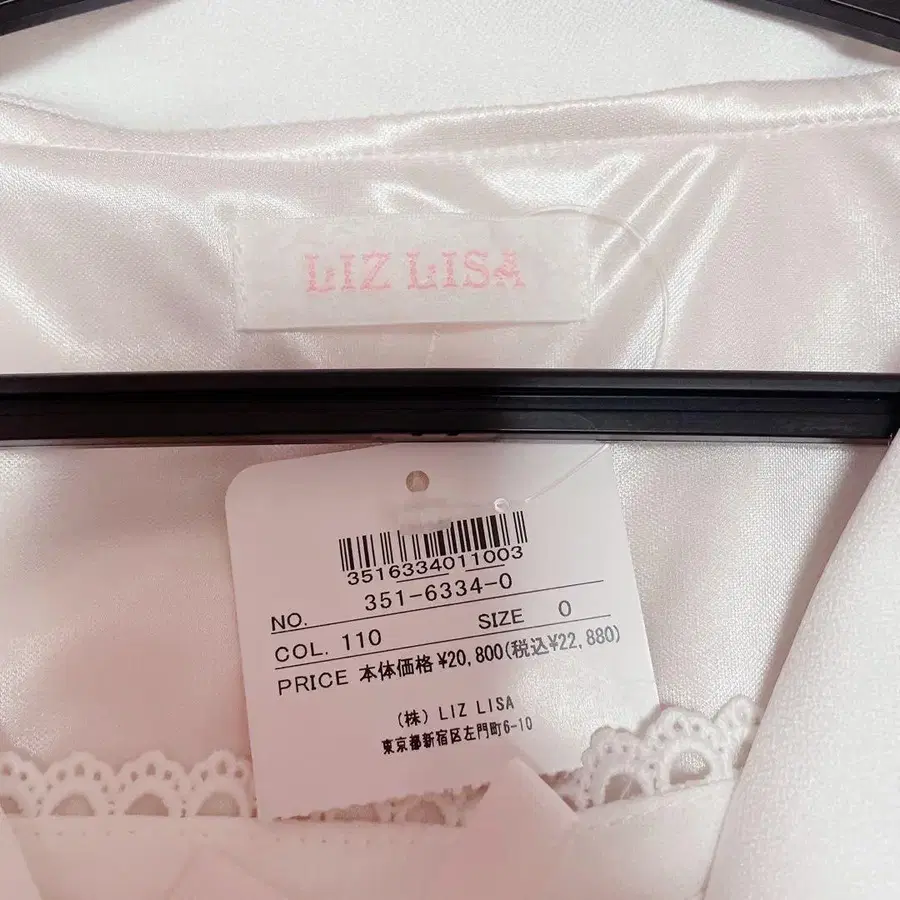 LIZ LISA
3516334011003
NO. 351-6334-0
COL. 110 SIZE 0
PRICE 本体価格 ¥20,800(税込¥22,880)
(株) LIZ LISA
東京都新宿区左門町6-10